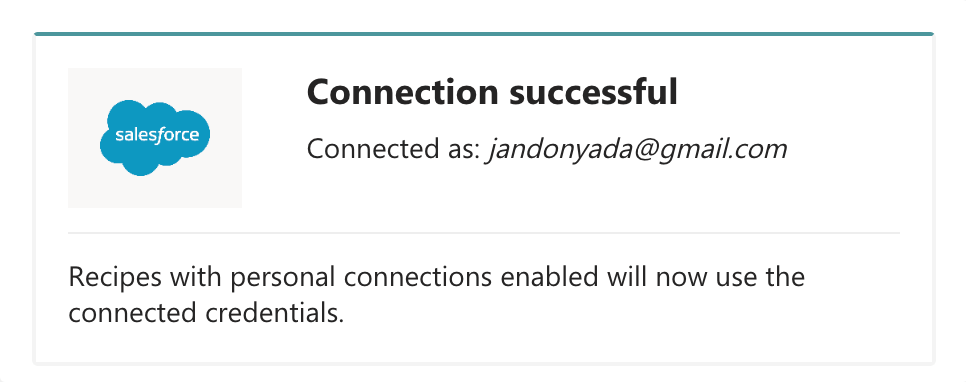 salesforce
Connection successful
Connected as: jandonyada@gmail.com
Recipes with personal connections enabled will now use the
connected credentials.